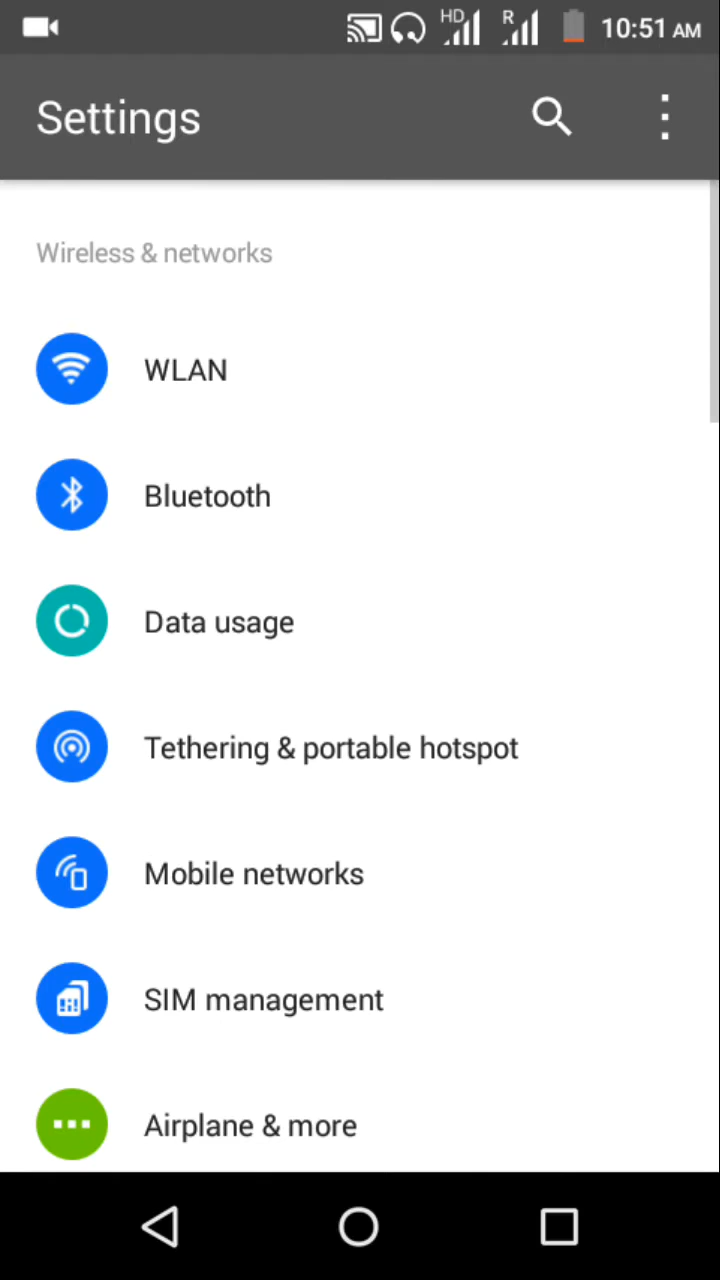 HD R 10:51 AM
Settings
Wireless & networks
WLAN
Bluetooth
Data usage
Tethering & portable hotspot
Mobile networks
SIM management
Airplane & more